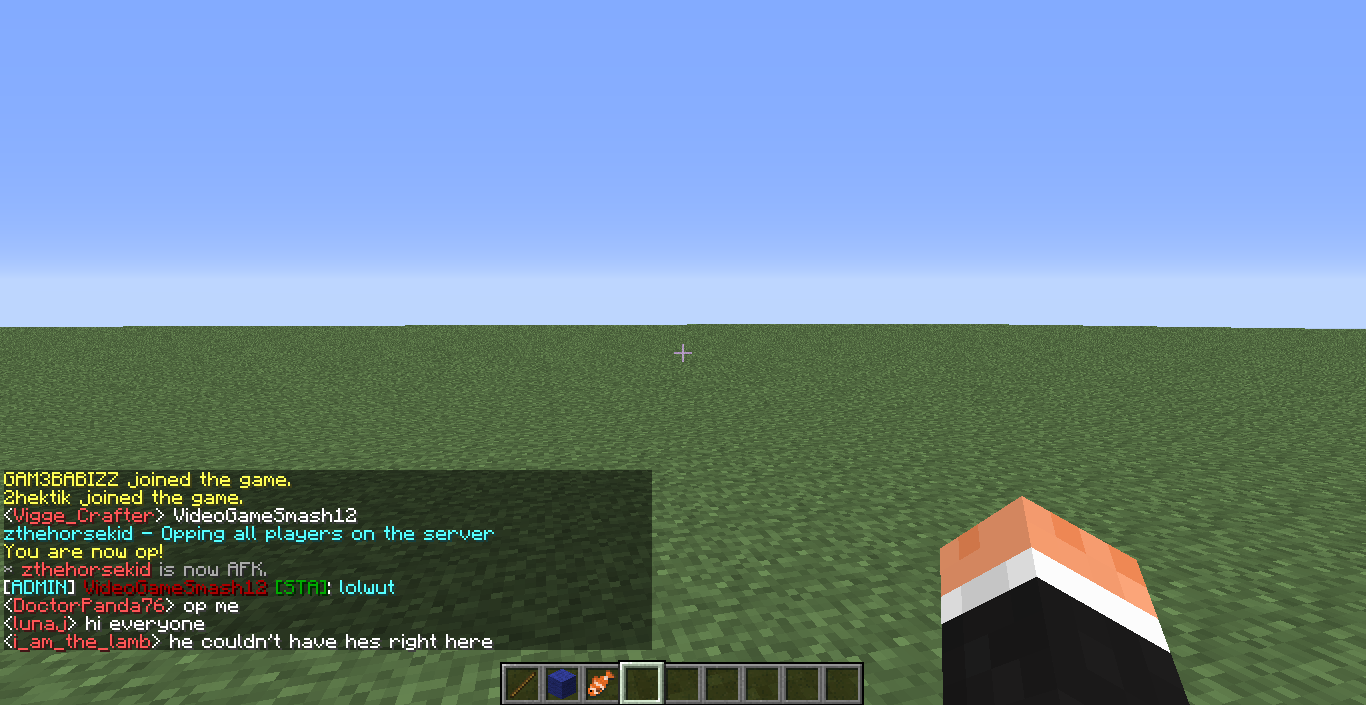 GAM3BABIZZ joined the game.
2hektik joined the game.
<Vigge_Crafter> VideoGameSmash12
zthehorsekid - Opping all players on the server
You are now op!
* zthehorsekid is now AFK.
[ADMIN] VideoGameSmash12 [STA]: lolwut
<DoctorPanda76> op me
<lunaj> hi everyone
<i_am_the_lamb> he couldn't have hes right here